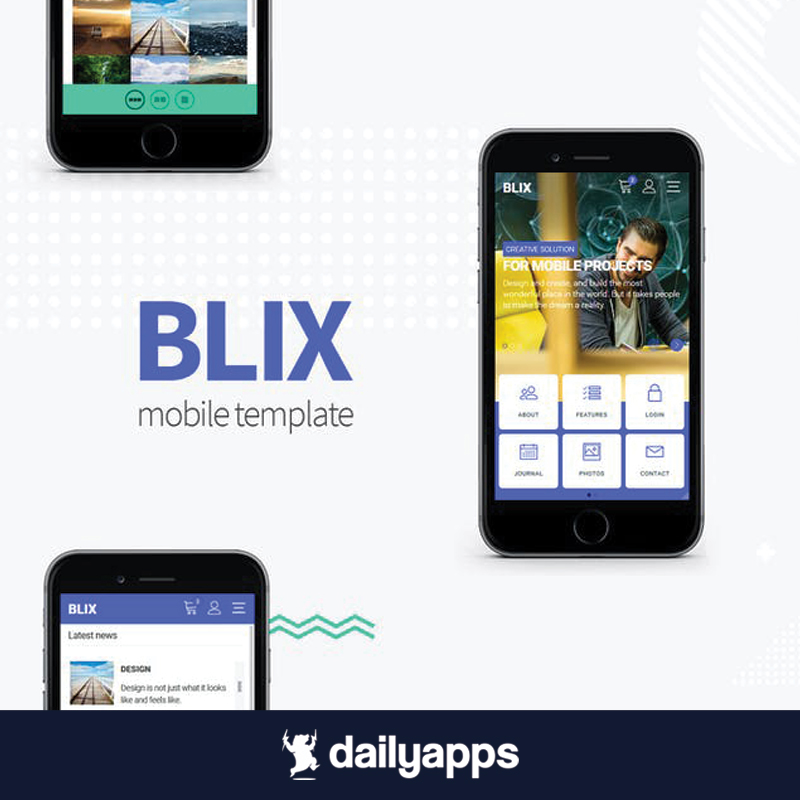 BLIX
CREATIVE SOLUTION
FOR MOBILE PROJECTS
Design and create, and build the most
wonderful place in the world. But it takes people
to make the dream a reality.
ABOUT
FEATURES
LOGIN
JOURNAL
PHOTOS
CONTACT
BLIX
mobile template
BLIX
Latest news
DESIGN
Design is not just what it looks
like and feels like.
dailyapps